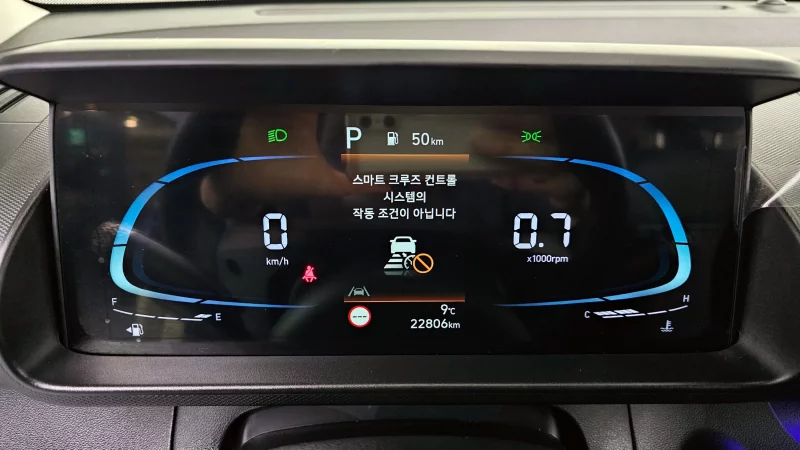 P 50km
스마트 크루즈 컨트롤
시스템의
작동 조건이 아닙니다
0
km/h
0.7
x1000rpm
F
E
---
9℃
22806km
C
H